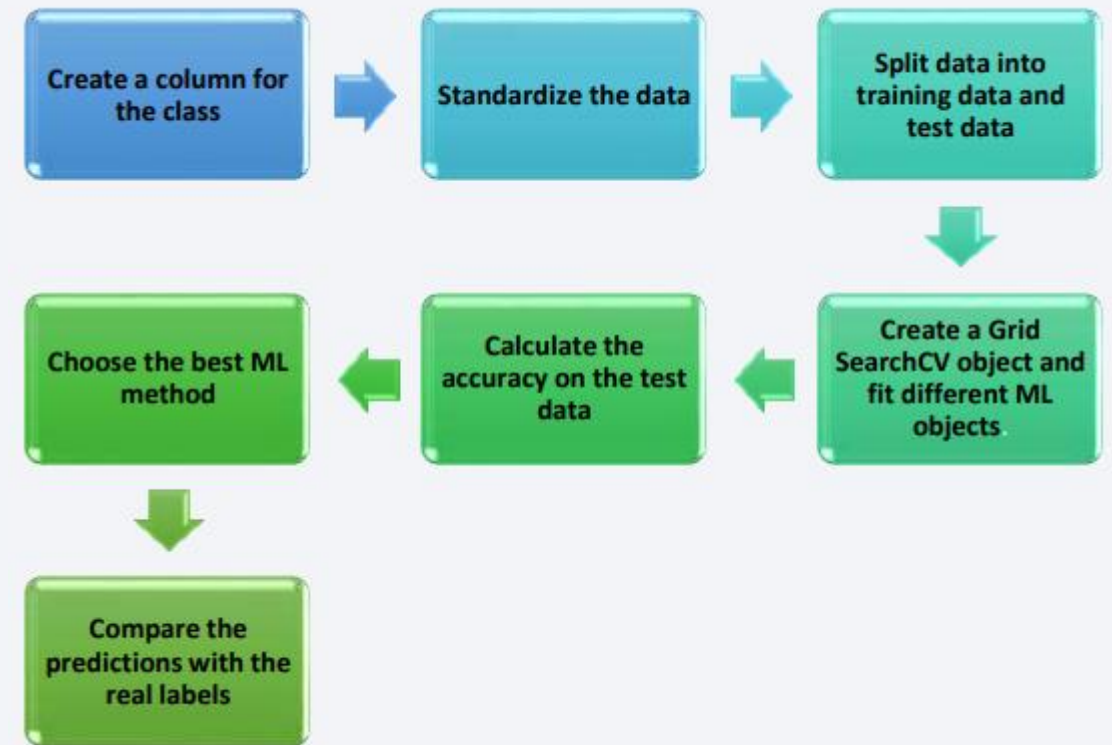 Create a column for
the class
Standardize the data
Split data into
training data and
test data
Create a Grid
SearchCV object and
fit different ML
objects.
Calculate the
accuracy on the test
data
Choose the best ML
method
Compare the
predictions with the
real labels